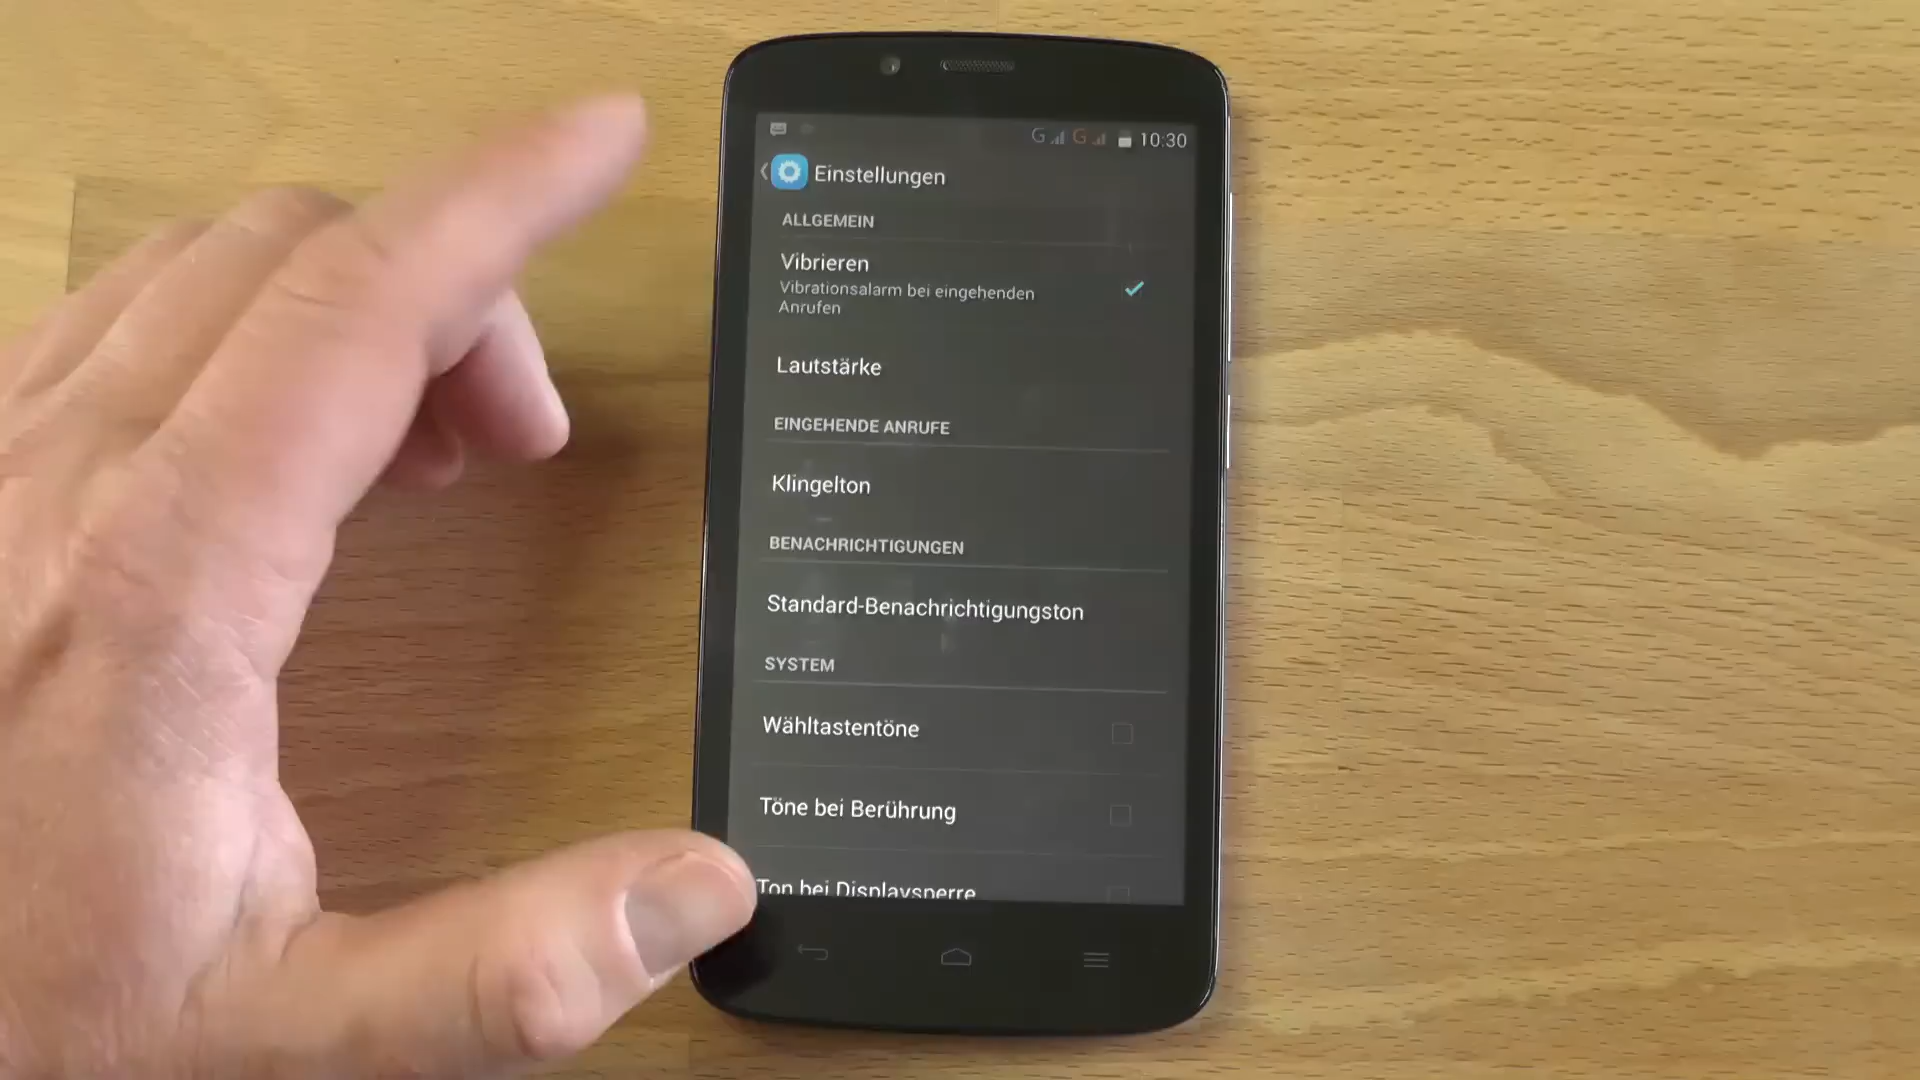 G G 10:30
Einstellungen
ALLGEMEIN
Vibrieren
Vibrationsalarm bei eingehenden
Anrufen
Lautstärke
EINGEHENDE ANRUFE
Klingelton
BENACHRICHTIGUNGEN
Standard-Benachrichtigungston
SYSTEM
Wähltastentöne
Töne bei Berührung
Ton bei Displaysperre